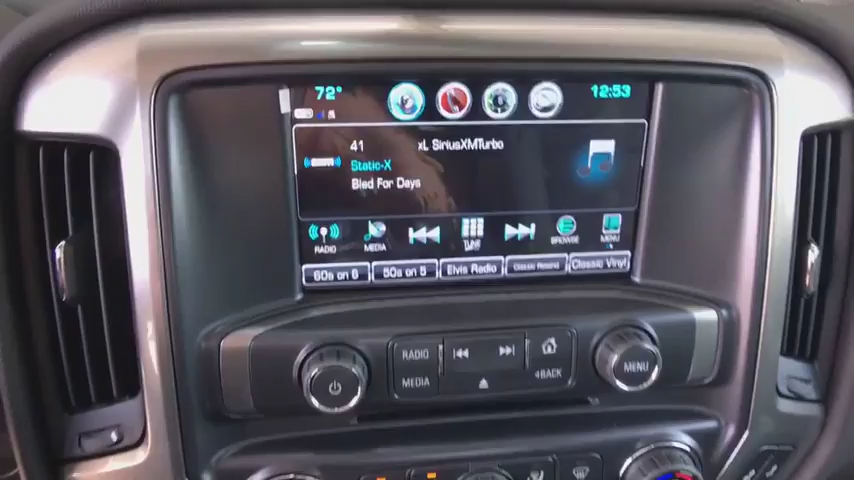 72°
12:53
41 xL SiriusXMTurbo
Static-X
Bled For Days
RADIO MEDIA TUNE BROWSE MENU
60s on 6 50s on 5 Elvis Radio Classic Rewind Classic Vinyl
RADIO
MEDIA
BACK
MENU